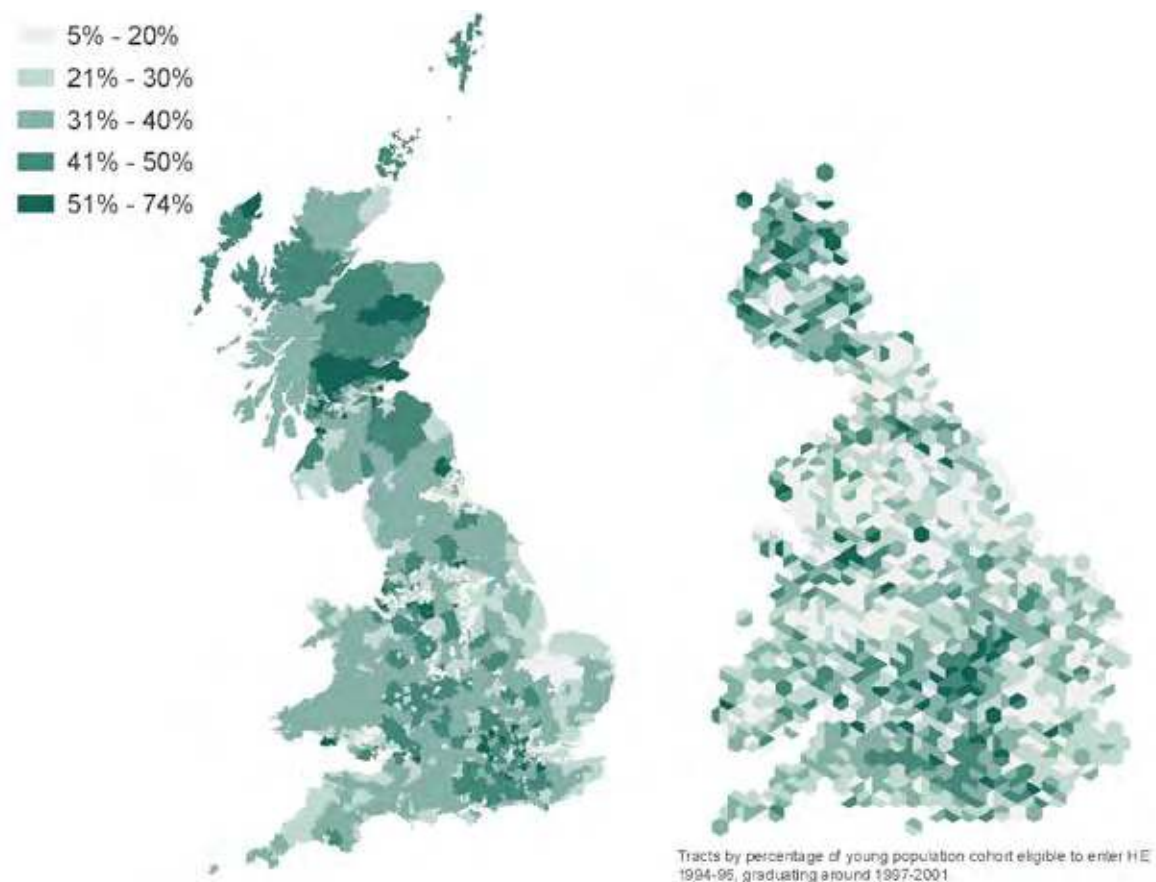 5% - 20%
21% - 30%
31% - 40%
41% - 50%
51% - 74%
Tracts by percentage of young population cohort eligible to enter HE
1994-95, graduating around 1997-2001